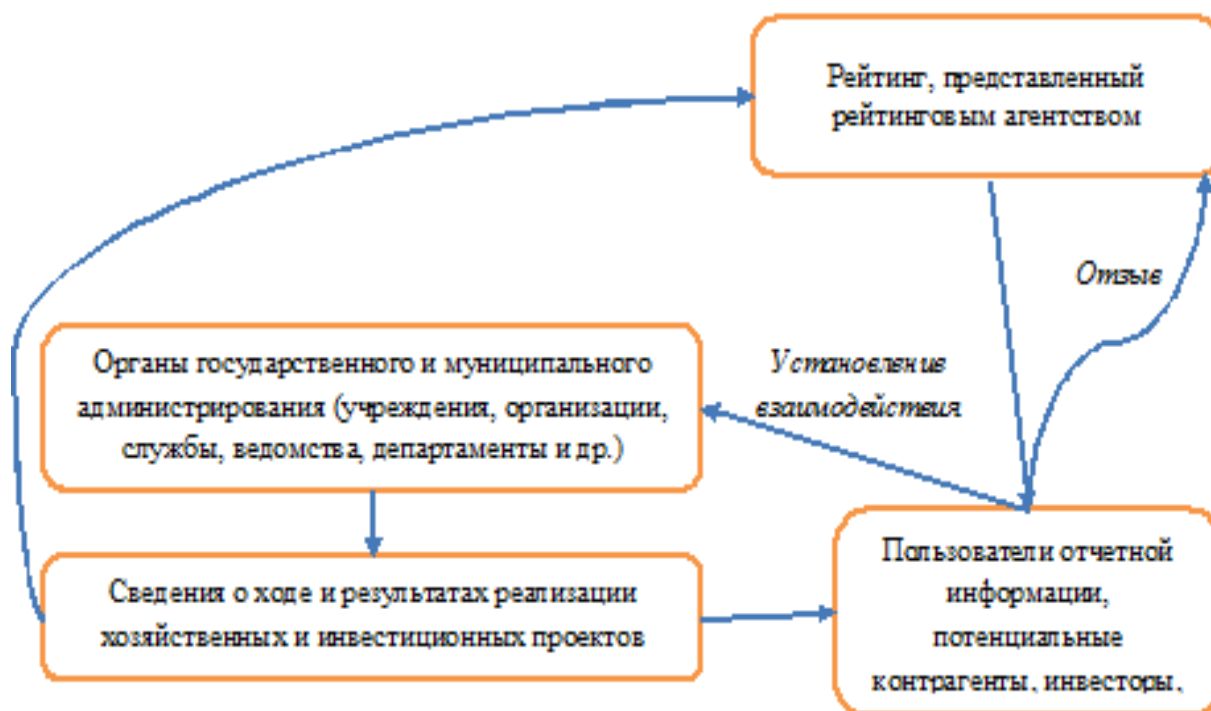 Рейтинг, представленный
рейтинговым агентством
Отзыв
Органы государственного и муниципального
администрирования (учреждения, организации,
службы, ведомства, департаменты и др.)
Установление
взаимодействия
Сведения о ходе и результатах реализации
хозяйственных и инвестиционных проектов
Пользователи отчетной
информации,
потенциальные
контрагенты, инвесторы,